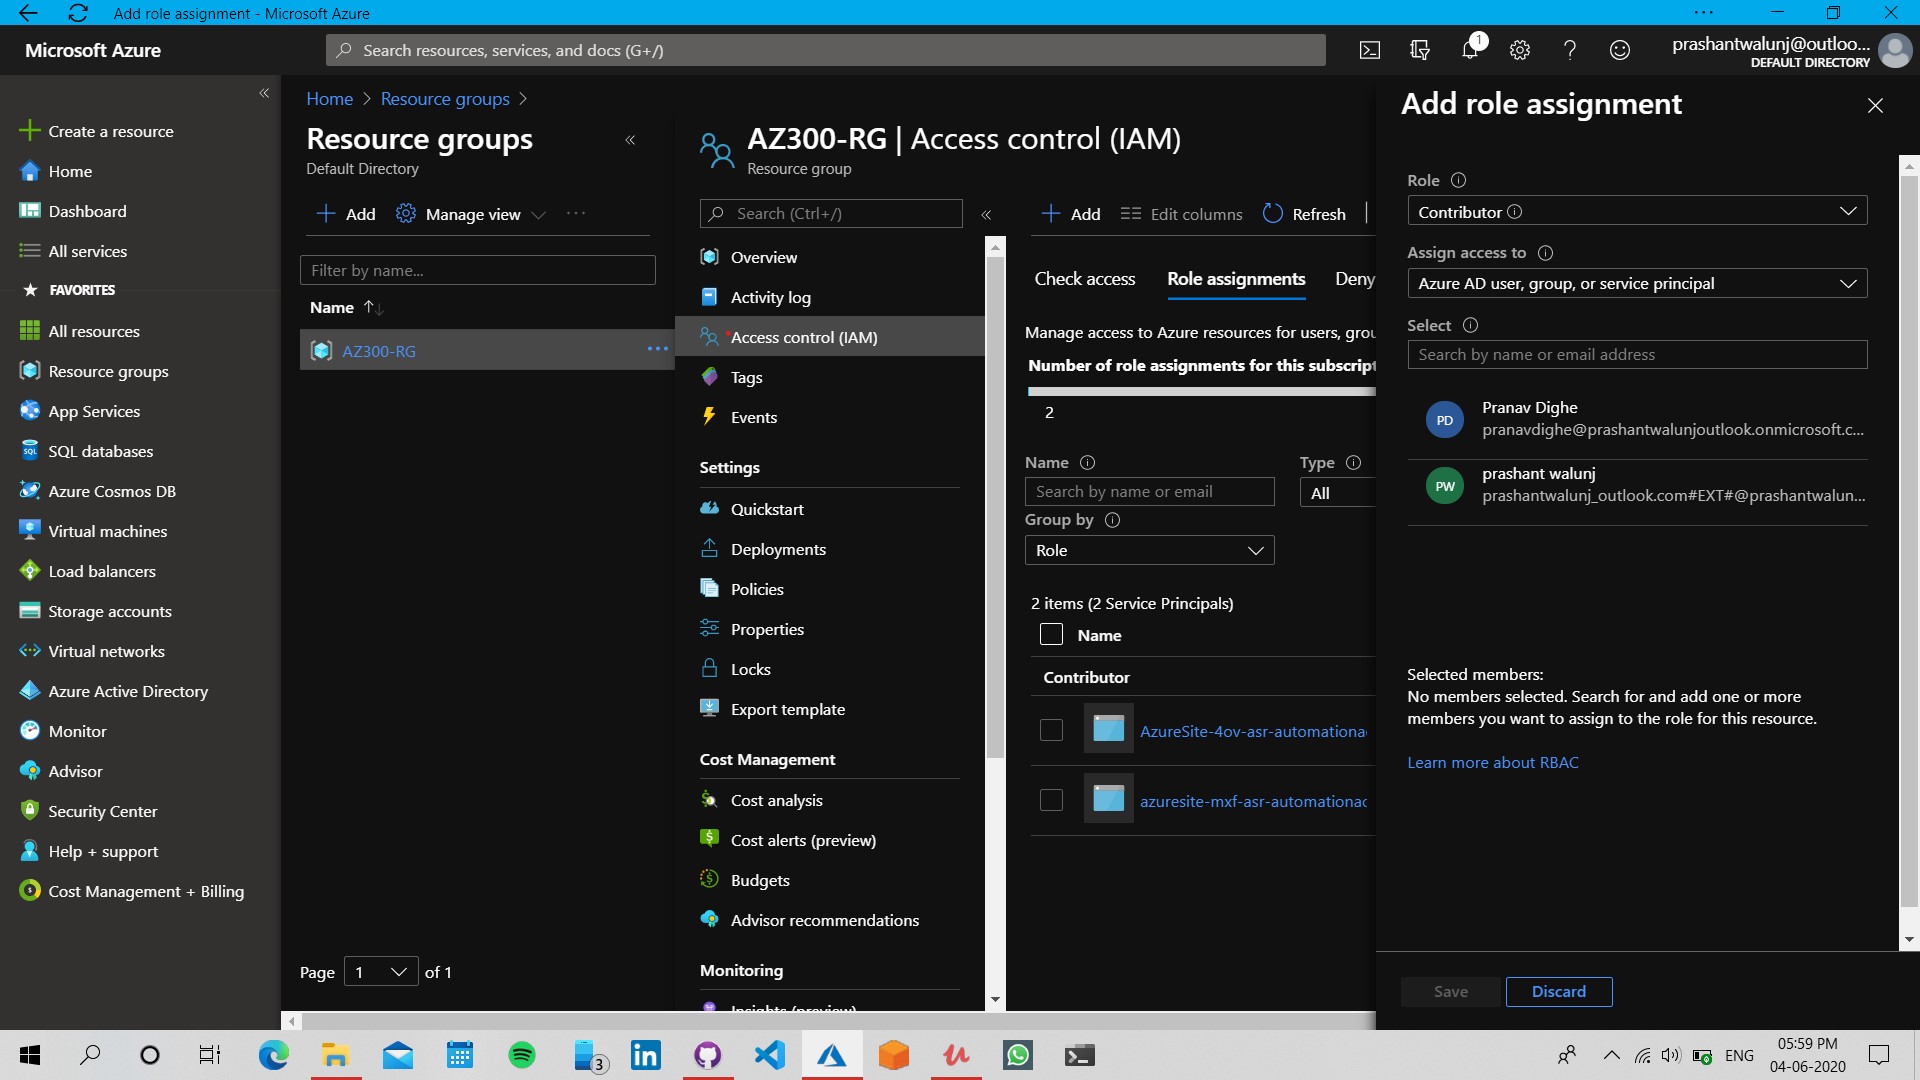 Add role assignment - Microsoft Azure
Microsoft Azure
Search resources, services, and docs (G+/)
1
prashantwalunj@outloo...
DEFAULT DIRECTORY
Create a resource
Home
Dashboard
All services
FAVORITES
All resources
Resource groups
App Services
SQL databases
Azure Cosmos DB
Virtual machines
Load balancers
Storage accounts
Virtual networks
Azure Active Directory
Monitor
Advisor
Security Center
Help + support
Cost Management + Billing
Home > Resource groups >
Resource groups
Default Directory
Add
Manage view
Filter by name...
Name
AZ300-RG
Page 1 of 1
AZ300-RG | Access control (IAM)
Resource group
Search (Ctrl+/)
Overview
Activity log
Access control (IAM)
Tags
Events
Settings
Quickstart
Deployments
Policies
Properties
Locks
Export template
Cost Management
Cost analysis
Cost alerts (preview)
Budgets
Advisor recommendations
Monitoring
Insights (preview)
Add
Edit columns
Refresh
Check access
Role assignments
Deny
Manage access to Azure resources for users, grou
Number of role assignments for this subscript
2
Name
Type
Search by name or email
All
Group by
Role
2 items (2 Service Principals)
Name
Contributor
AzureSite-4ov-asr-automationa
azuresite-mxf-asr-automationac
Add role assignment
Role
Contributor
Assign access to
Azure AD user, group, or service principal
Select
Search by name or email address
PD
Pranav Dighe
pranavdighe@prashantwalunjoutlook.onmicrosoft.c...
PW
prashant walunj
prashantwalunj_outlook.com#EXT#@prashantwalun...
Selected members:
No members selected. Search for and add one or more
members you want to assign to the role for this resource.
Learn more about RBAC
Save
Discard
3
ENG
05:59 PM
04-06-2020